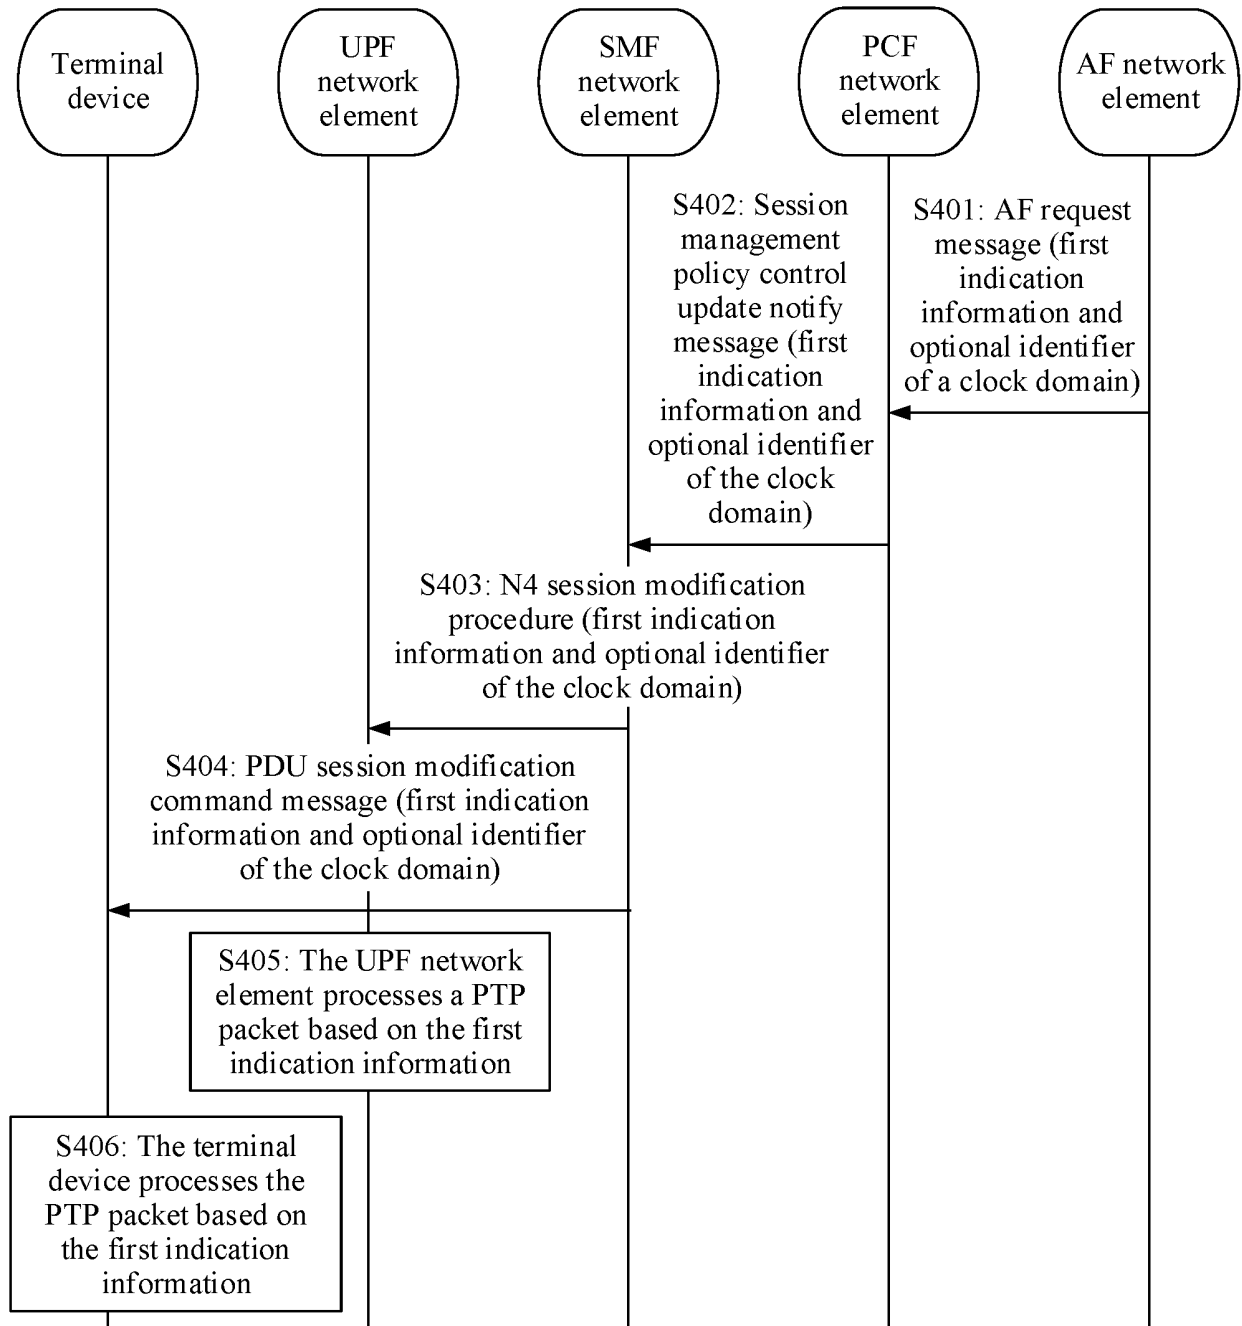 Terminal
device
UPF
network
element
SMF
network
element
PCF
network
element
AF network
element
S401: AF request
message (first
indication
information and
optional identifier
of a clock domain)
S402: Session
management
policy control
update notify
message (first
indication
information and
optional identifier
of the clock
domain)
S403: N4 session modification
procedure (first indication
information and optional identifier
of the clock domain)
S404: PDU session modification
command message (first indication
information and optional identifier
of the clock domain)
S405: The UPF network
element processes a PTP
packet based on the first
indication information
S406: The terminal
device processes the
PTP packet based on
the first indication
information